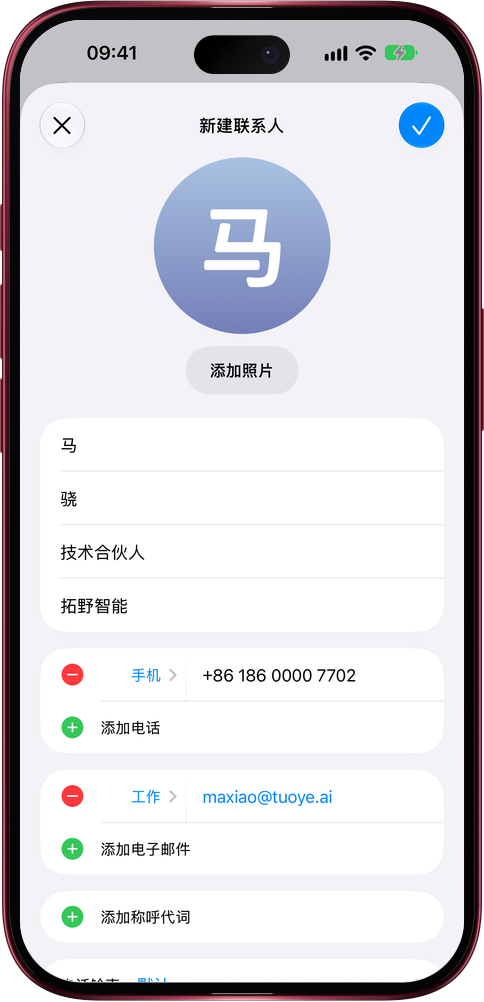 09:41
新建联系人
马
添加照片
马
骁
技术合伙人
拓野智能
手机
+86 186 0000 7702
添加电话
工作
maxiao@tuoye.ai
添加电子邮件
添加称呼代词
默认